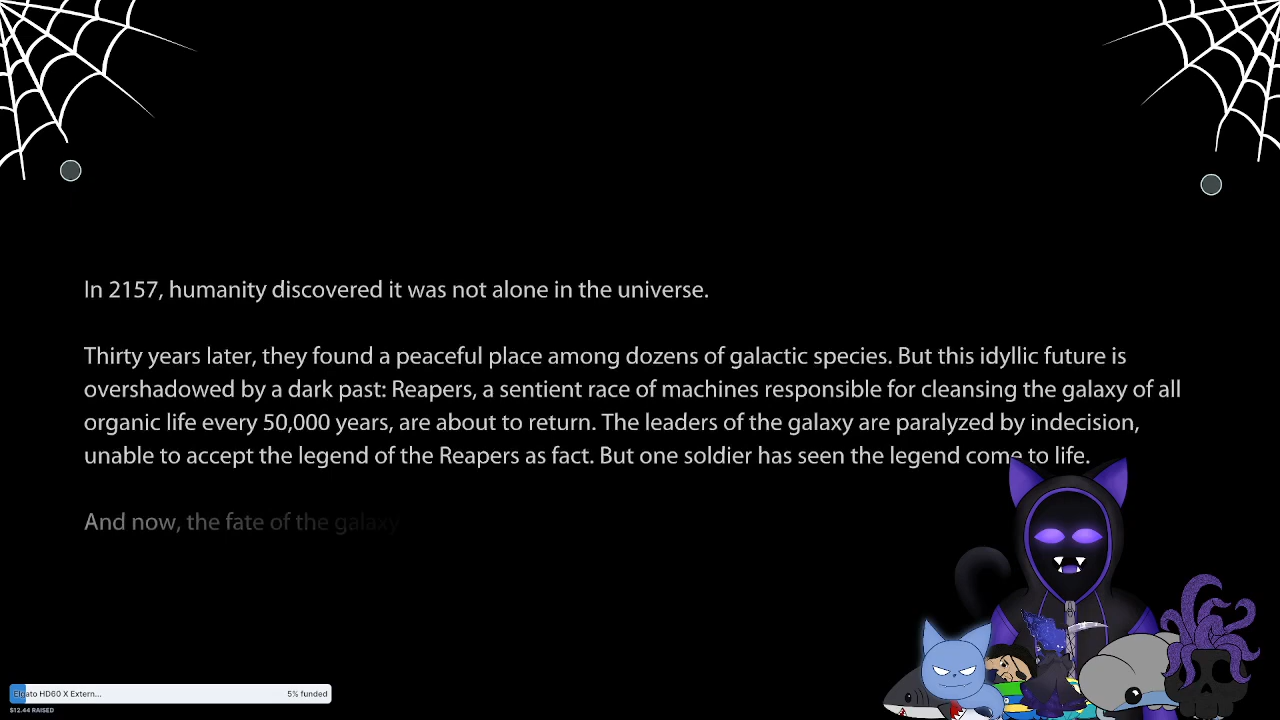 In 2157, humanity discovered it was not alone in the universe.
Thirty years later, they found a peaceful place among dozens of galactic species. But this idyllic future is
overshadowed by a dark past: Reapers, a sentient race of machines responsible for cleansing the galaxy of all
organic life every 50,000 years, are about to return. The leaders of the galaxy are paralyzed by indecision,
unable to accept the legend of the Reapers as fact. But one soldier has seen the legend come to life.
And now, the fate of the galaxy
Elgato HD60 X Extern... 5% funded
$12.44 RAISED